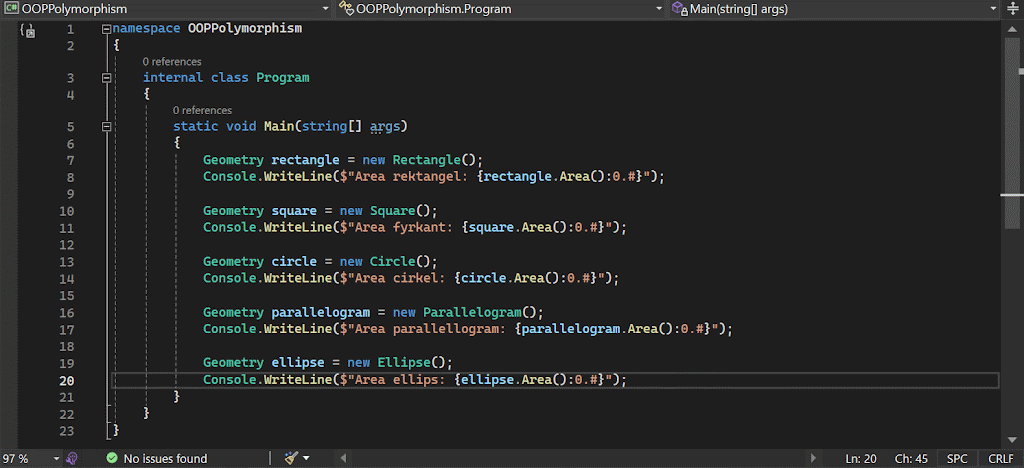 OOPPolymorphism OOPPolymorphism.Program Main(string[] args)
1 namespace OOPPolymorphism
2 {
0 references
3 internal class Program
4 {
0 references
5 static void Main(string[] args)
6 {
7 Geometry rectangle = new Rectangle();
8 Console.WriteLine($"Area rektangel: {rectangle.Area():0.#}");
9
10 Geometry square = new Square();
11 Console.WriteLine($"Area fyrkant: {square.Area():0.#}");
12
13 Geometry circle = new Circle();
14 Console.WriteLine($"Area cirkel: {circle.Area():0.#}");
15
16 Geometry parallelogram = new Parallelogram();
17 Console.WriteLine($"Area parallellogram: {parallelogram.Area():0.#}");
18
19 Geometry ellipse = new Ellipse();
20 Console.WriteLine($"Area ellips: {ellipse.Area():0.#}");
21 }
22 }
23 }
97 % No issues found Ln: 20 Ch: 45 SPC CRLF